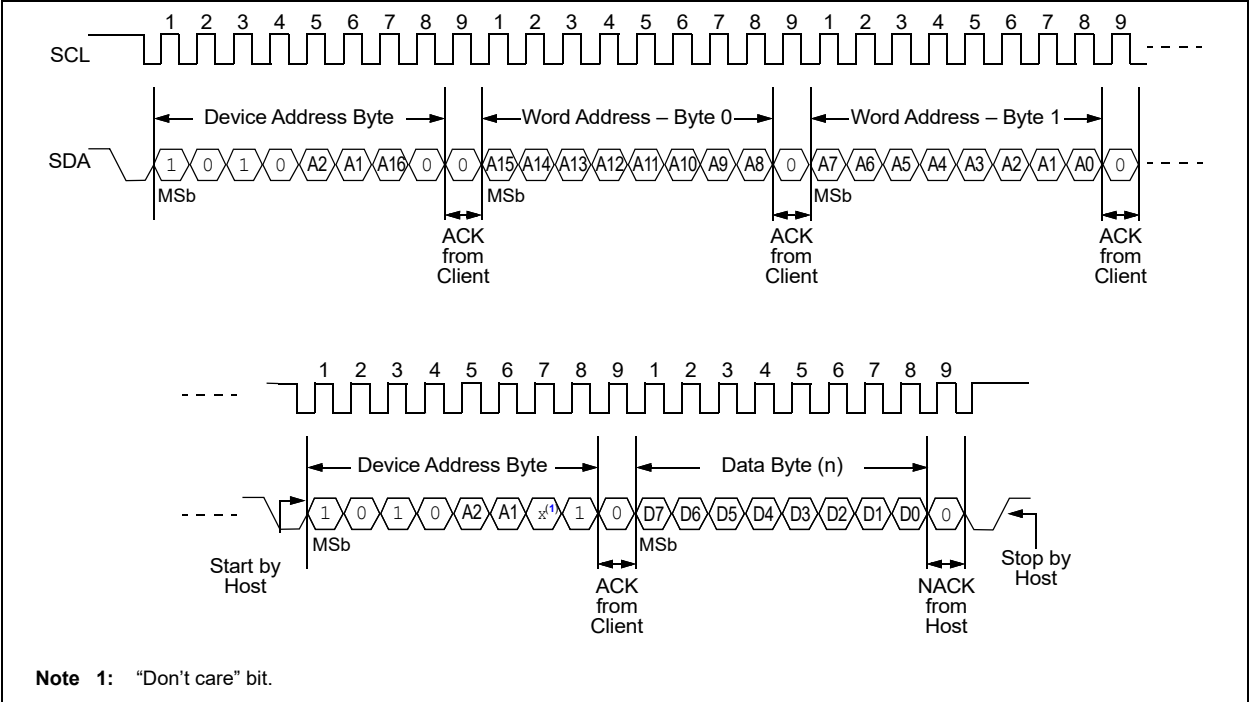 1 2 3 4 5 6 7 8 9 1 2 3 4 5 6 7 8 9 1 2 3 4 5 6 7 8 9
SCL
Device Address Byte Word Address – Byte 0 Word Address – Byte 1
SDA 1 0 1 0 A2 A1 A16 0 0 A15 A14 A13 A12 A11 A10 A9 A8 0 A7 A6 A5 A4 A3 A2 A1 A0 0
MSb MSb MSb
ACK from Client
ACK from Client
ACK from Client
1 2 3 4 5 6 7 8 9 1 2 3 4 5 6 7 8 9
Device Address Byte Data Byte (n)
1 0 1 0 A2 A1 x(1) 1 0 D7 D6 D5 D4 D3 D2 D1 D0 0
MSb MSb
Start by Host
ACK from Client
NACK from Host
Stop by Host
Note 1: “Don’t care” bit.